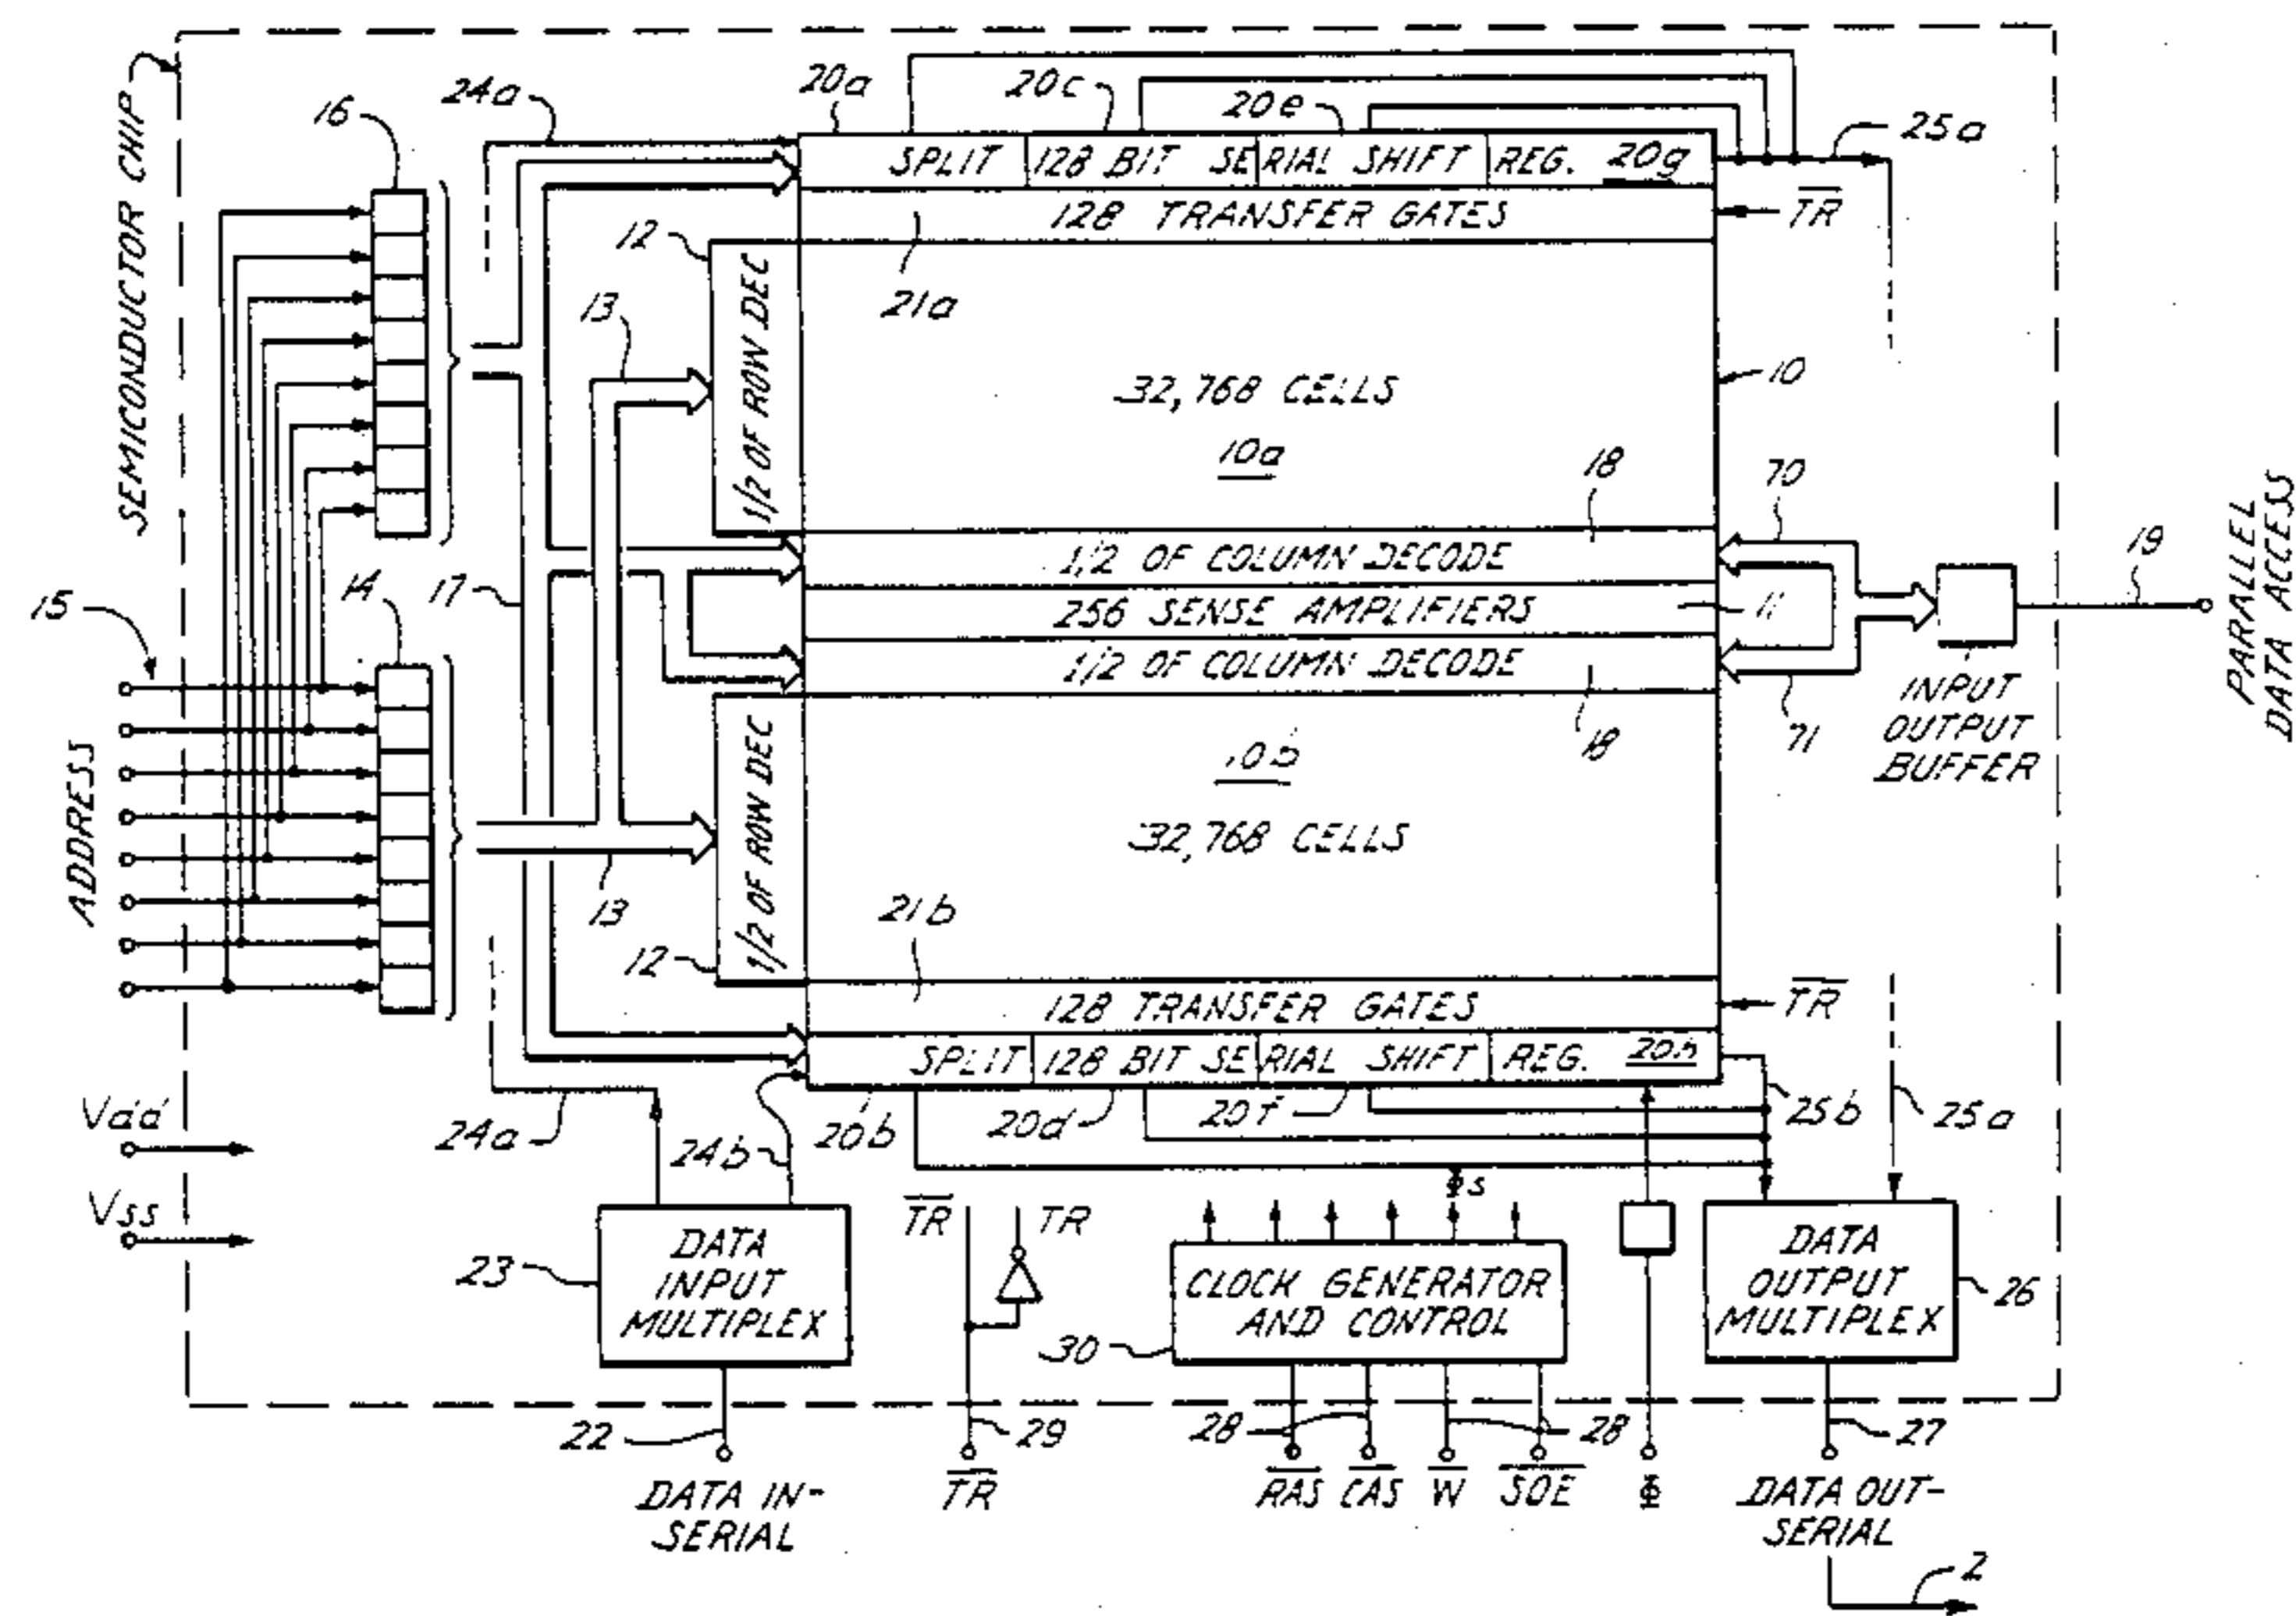 SEMICONDUCTOR CHIP
16
24a
20a
20c
20e
25a
SPLIT 128 BIT SERIAL SHIFT REG. 20g
128 TRANSFER GATES
TR
12
21a
13
1/2 OF ROW DEC
32,768 CELLS
10a
10
18
70
1/2 OF COLUMN DECODE
256 SENSE AMPLIFIERS
11
1/2 OF COLUMN DECODE
19
PARALLEL
DATA ACCESS
INPUT
OUTPUT
BUFFER
71
18
15
14
17
ADDRESS
10b
32,768 CELLS
1/2 OF ROW DEC
13
12
21b
128 TRANSFER GATES
TR
SPLIT 128 BIT SERIAL SHIFT REG. 20h
24a
24b
20b
20d
20f
25b
25a
Vdd
Vss
23
DATA
INPUT
MULTIPLEX
TR
TR
Φs
30
CLOCK GENERATOR
AND CONTROL
DATA
OUTPUT
MULTIPLEX
26
22
29
28
28
27
DATA IN-
SERIAL
TR
RAS CAS W SOE Φ
DATA OUT-
SERIAL
2